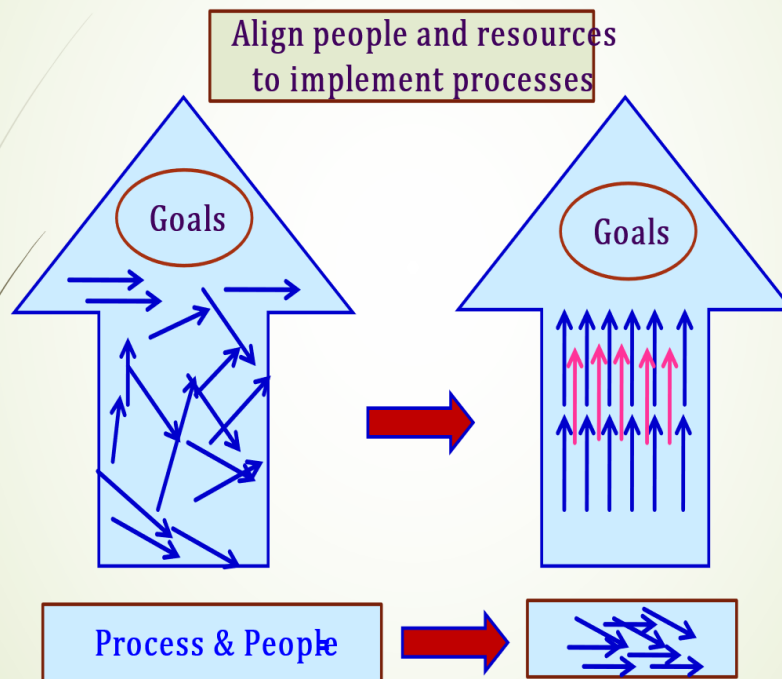 Align people and resources
to implement processes
Goals
Goals
Process & People